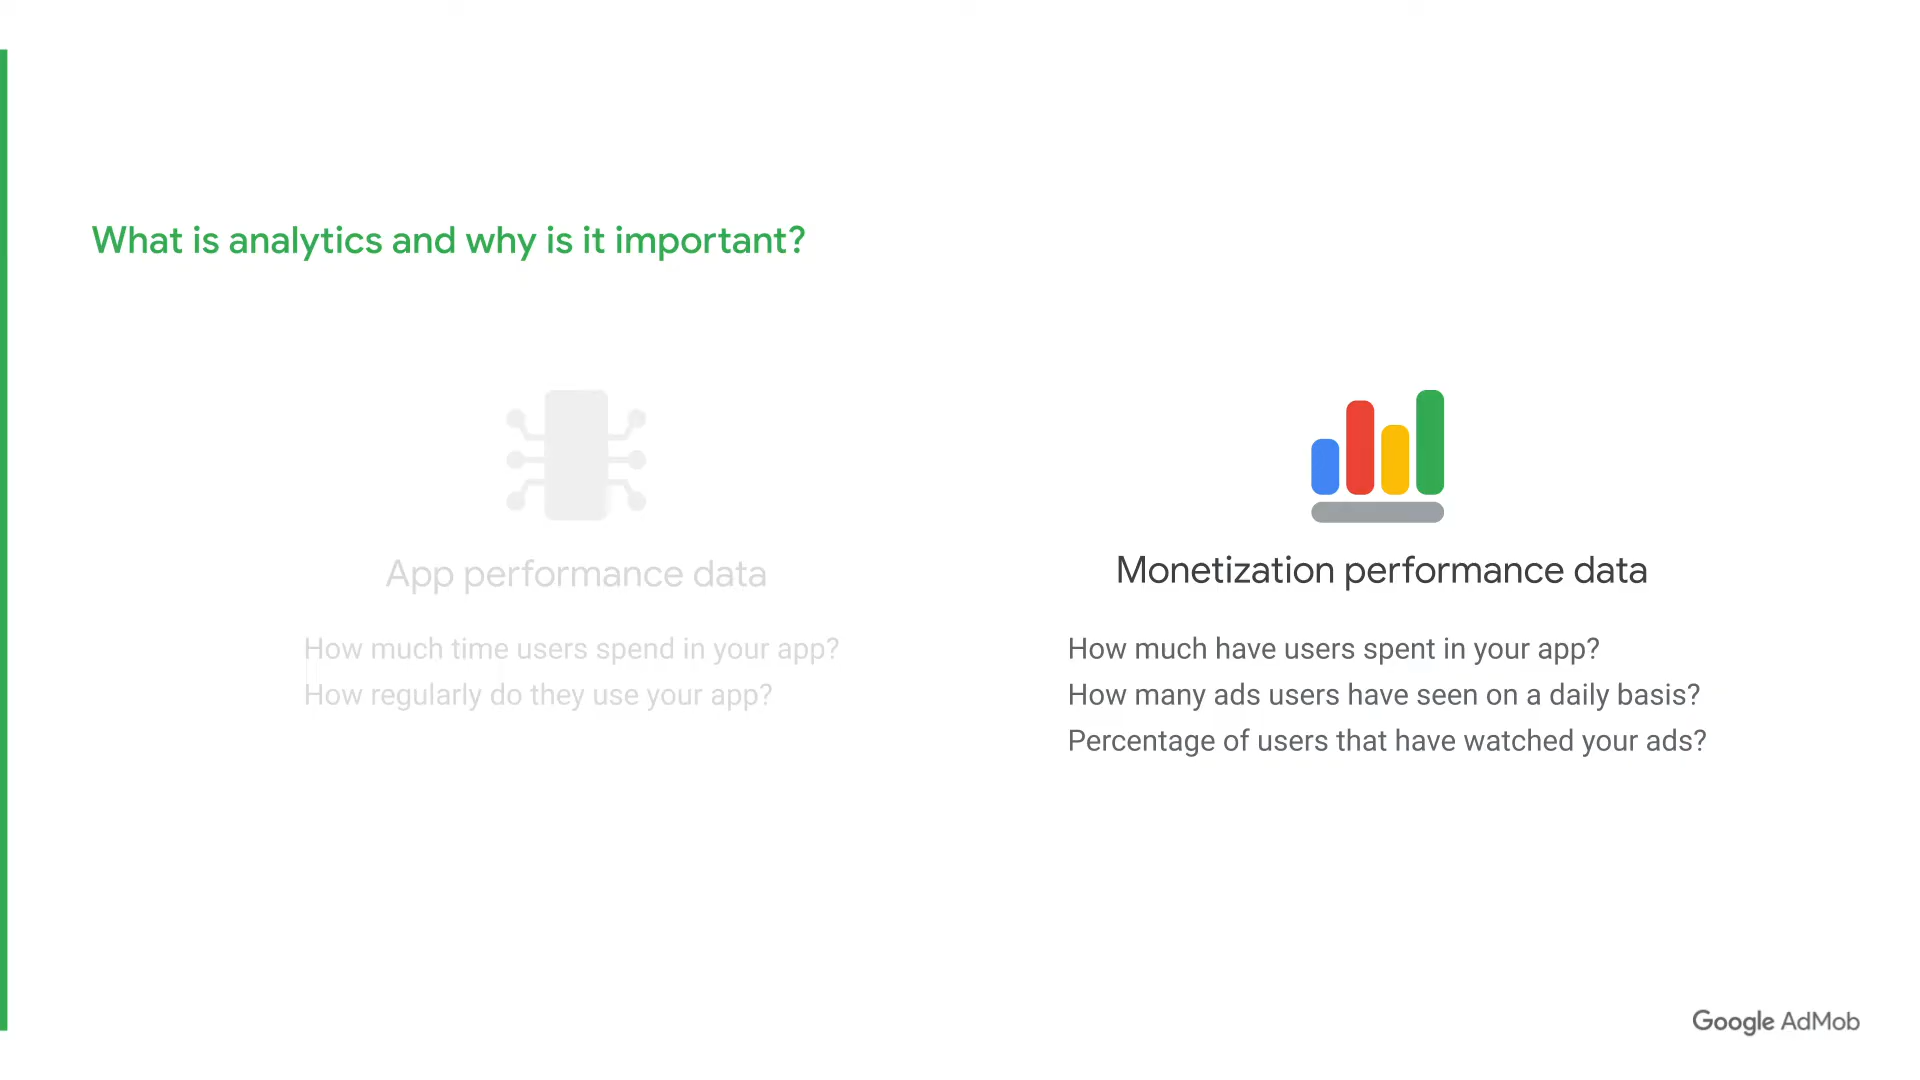 What is analytics and why is it important?
App performance data
How much time users spend in your app?
How regularly do they use your app?
Monetization performance data
How much have users spent in your app?
How many ads users have seen on a daily basis?
Percentage of users that have watched your ads?
Google AdMob